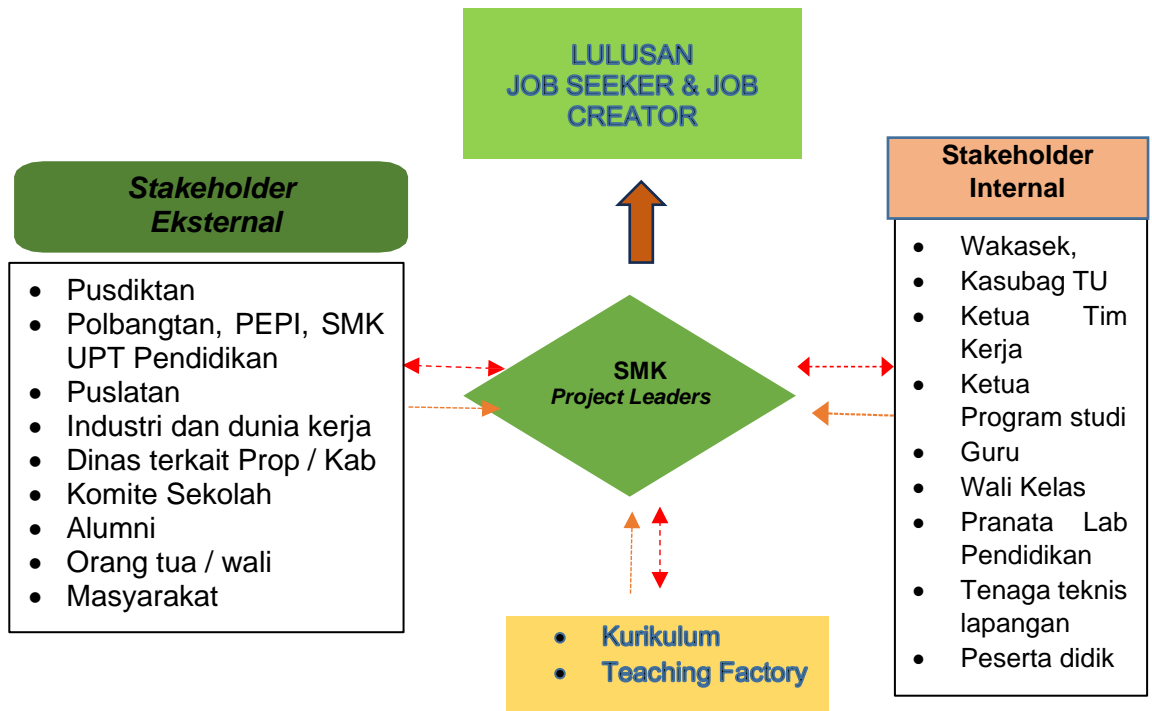 LULUSAN
JOB SEEKER & JOB
CREATOR
Stakeholder
Eksternal
• Pusdiktan
• Polbangtan, PEPI, SMK
UPT Pendidikan
• Puslatan
• Industri dan dunia kerja
• Dinas terkait Prop / Kab
• Komite Sekolah
• Alumni
• Orang tua / wali
• Masyarakat
SMK
Project Leaders
• Kurikulum
• Teaching Factory
Stakeholder
Internal
• Wakasek,
• Kasubag TU
• Ketua Tim
Kerja
• Ketua
Program studi
• Guru
• Wali Kelas
• Pranata Lab
Pendidikan
• Tenaga teknis
lapangan
• Peserta didik